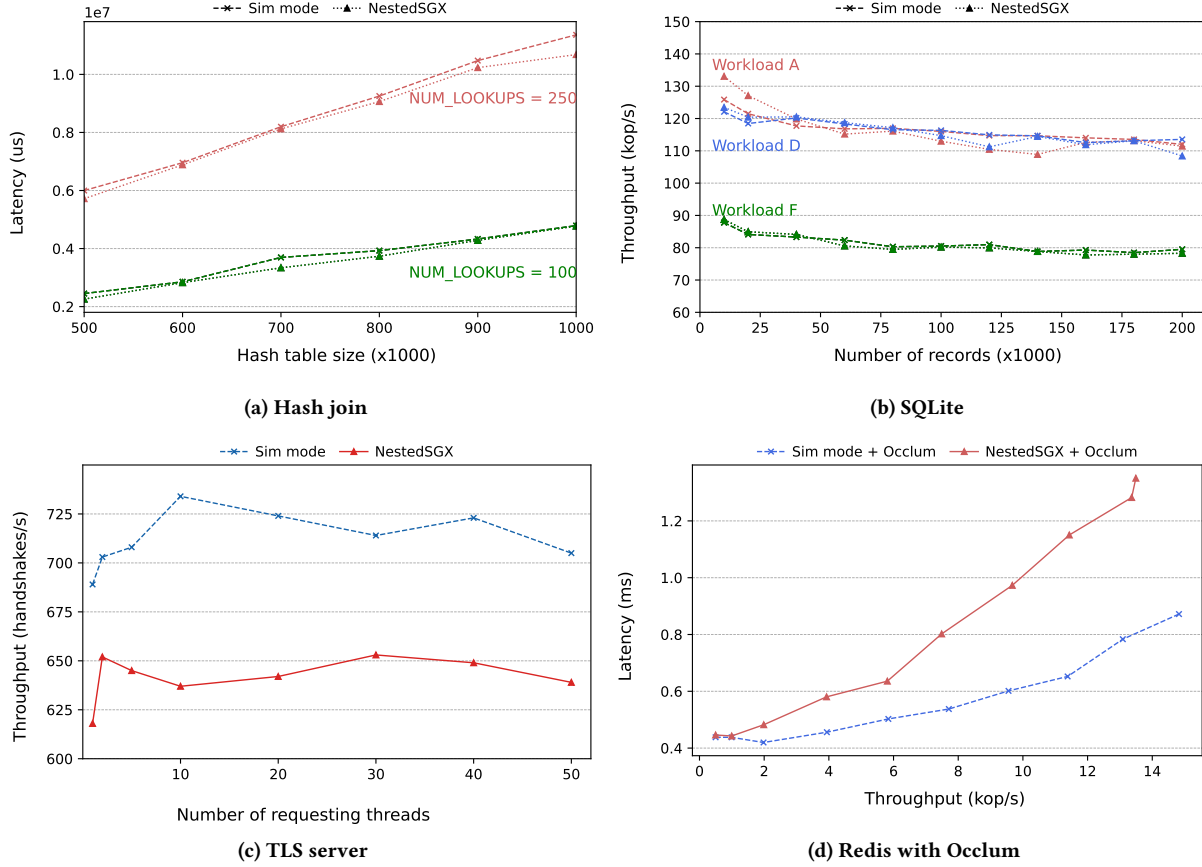 Sim mode NestedSGX
1e7
1.0
0.8
0.6
0.4
0.2
Latency (us)
NUM_LOOKUPS = 250
NUM_LOOKUPS = 100
500 600 700 800 900 1000
Hash table size (x1000)
(a) Hash join
Sim mode NestedSGX
150
140
130
120
110
100
90
80
70
60
Throughput (kop/s)
Workload A
Workload D
Workload F
0 25 50 75 100 125 150 175 200
Number of records (x1000)
(b) SQLite
Sim mode NestedSGX
725
700
675
650
625
600
Throughput (handshakes/s)
10 20 30 40 50
Number of requesting threads
(c) TLS server
Sim mode + Occlum NestedSGX + Occlum
1.2
1.0
0.8
0.6
0.4
Latency (ms)
0 2 4 6 8 10 12 14
Throughput (kop/s)
(d) Redis with Occlum